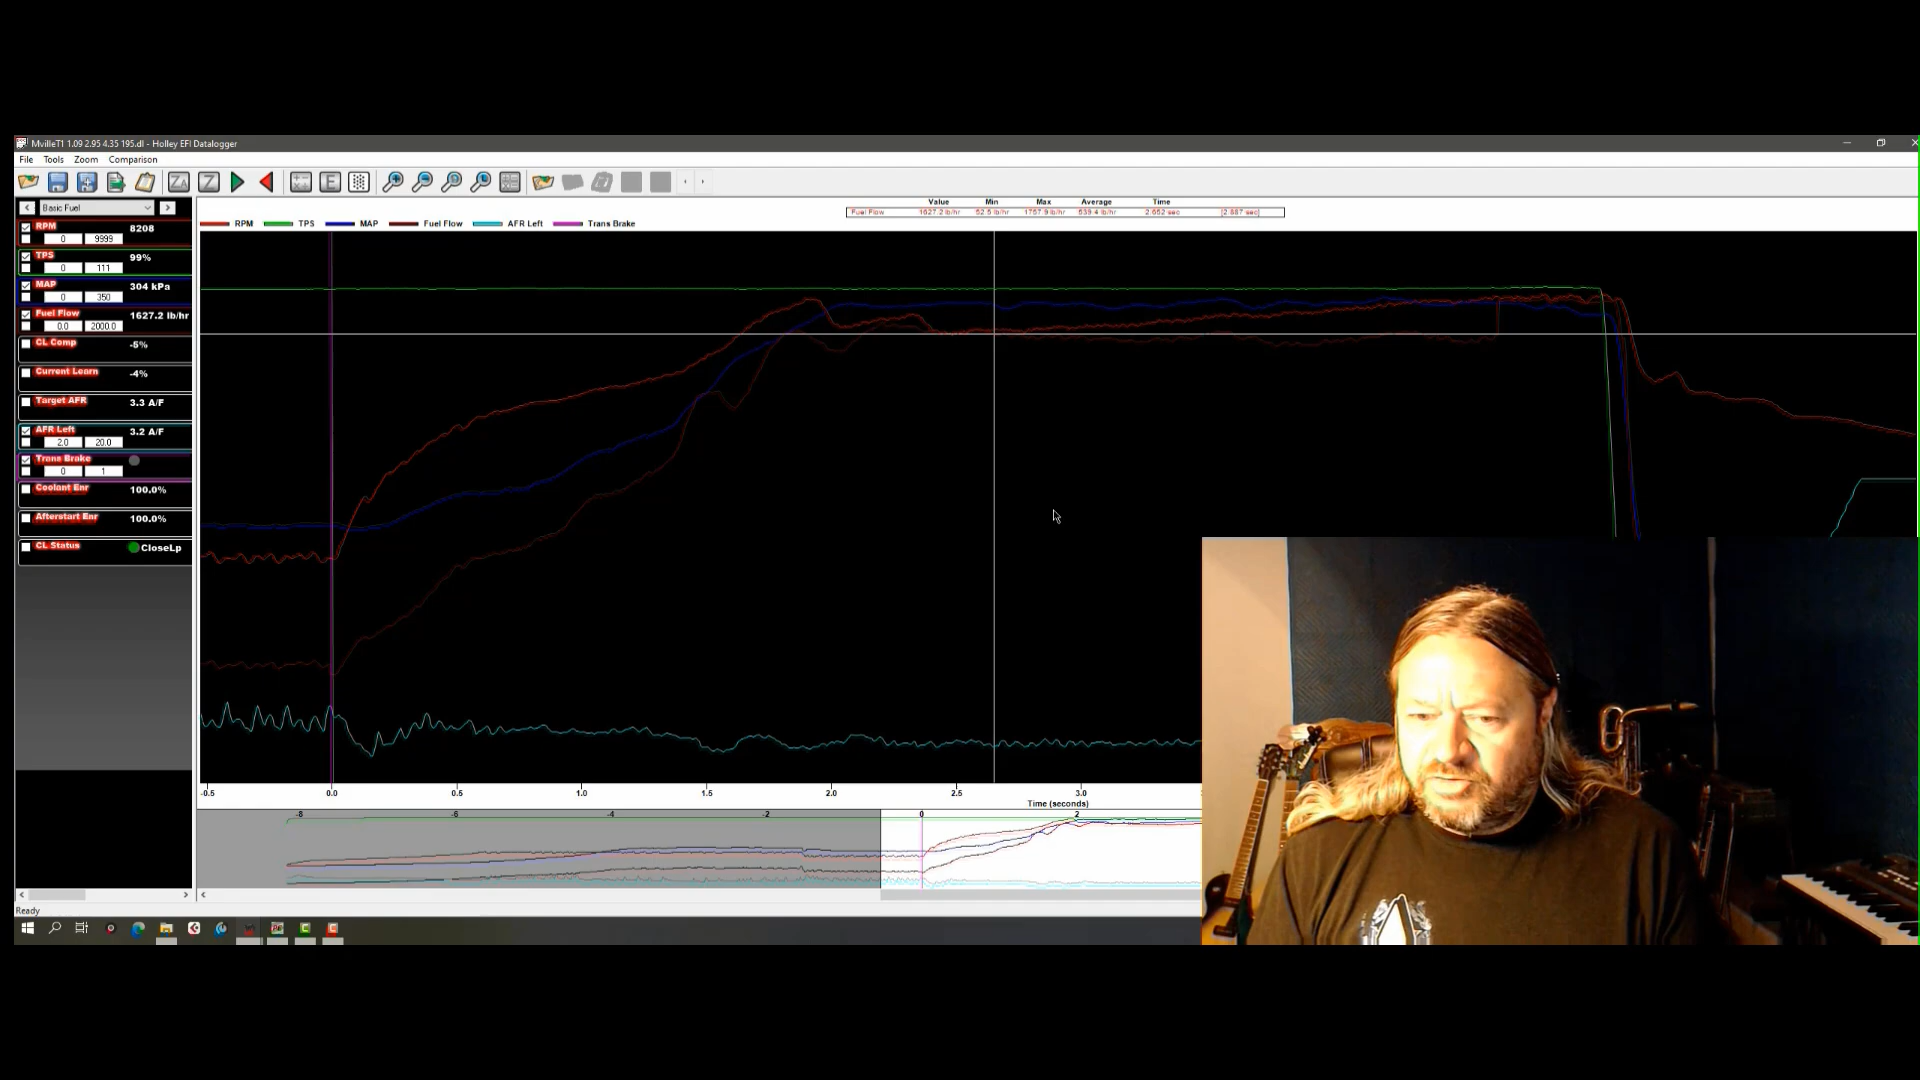 MvilleT1 1.09 2.95 4.35 195.dl - Holley EFI Datalogger
File Tools Zoom Comparison
Basic Fuel
Value Min Max Average Time
Fuel Flow 1627.2 lb/hr 52.5 lb/hr 1757.9 lb/hr 939.4 lb/hr 2.652 sec [2.887 sec]
RPM TPS MAP Fuel Flow AFR Left Trans Brake
RPM 8208
0 9999
TPS 99%
0 111
MAP 304 kPa
0 350
Fuel Flow 1627.2 lb/hr
0.0 2000.0
CL Comp -5%
Current Learn -4%
Target AFR 3.3 A/F
AFR Left 3.2 A/F
2.0 20.0
Trans Brake
0 1
Coolant Enr 100.0%
Afterstart Enr 100.0%
CL Status CloseLp
-0.5 0.0 0.5 1.0 1.5 2.0 2.5 3.0
Time (seconds)
-8 -6 -4 -2 0 2
Ready